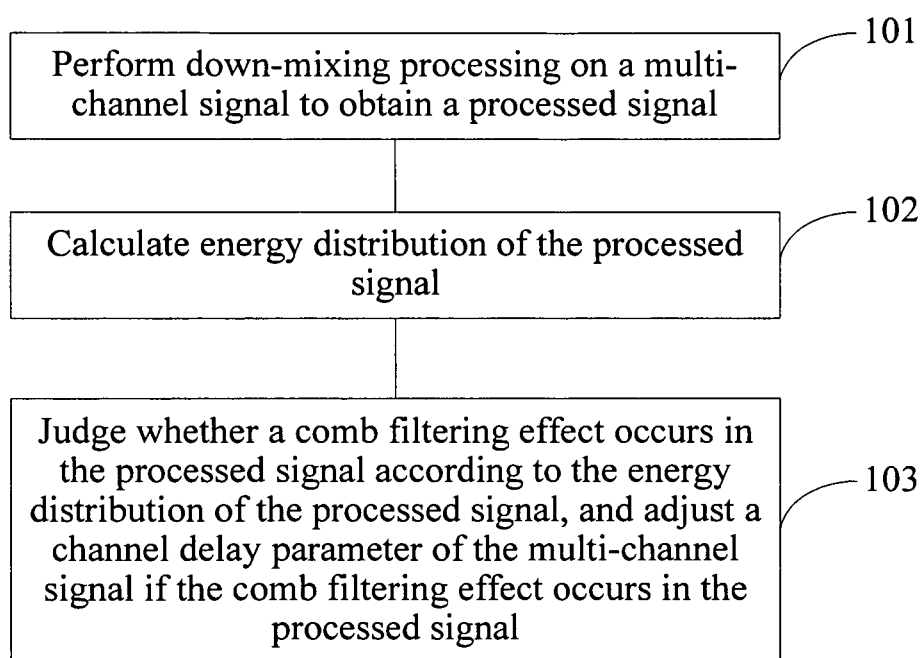 101
Perform down-mixing processing on a multi-
channel signal to obtain a processed signal
102
Calculate energy distribution of the processed
signal
Judge whether a comb filtering effect occurs in
the processed signal according to the energy
distribution of the processed signal, and adjust a
channel delay parameter of the multi-channel
signal if the comb filtering effect occurs in the
processed signal
103